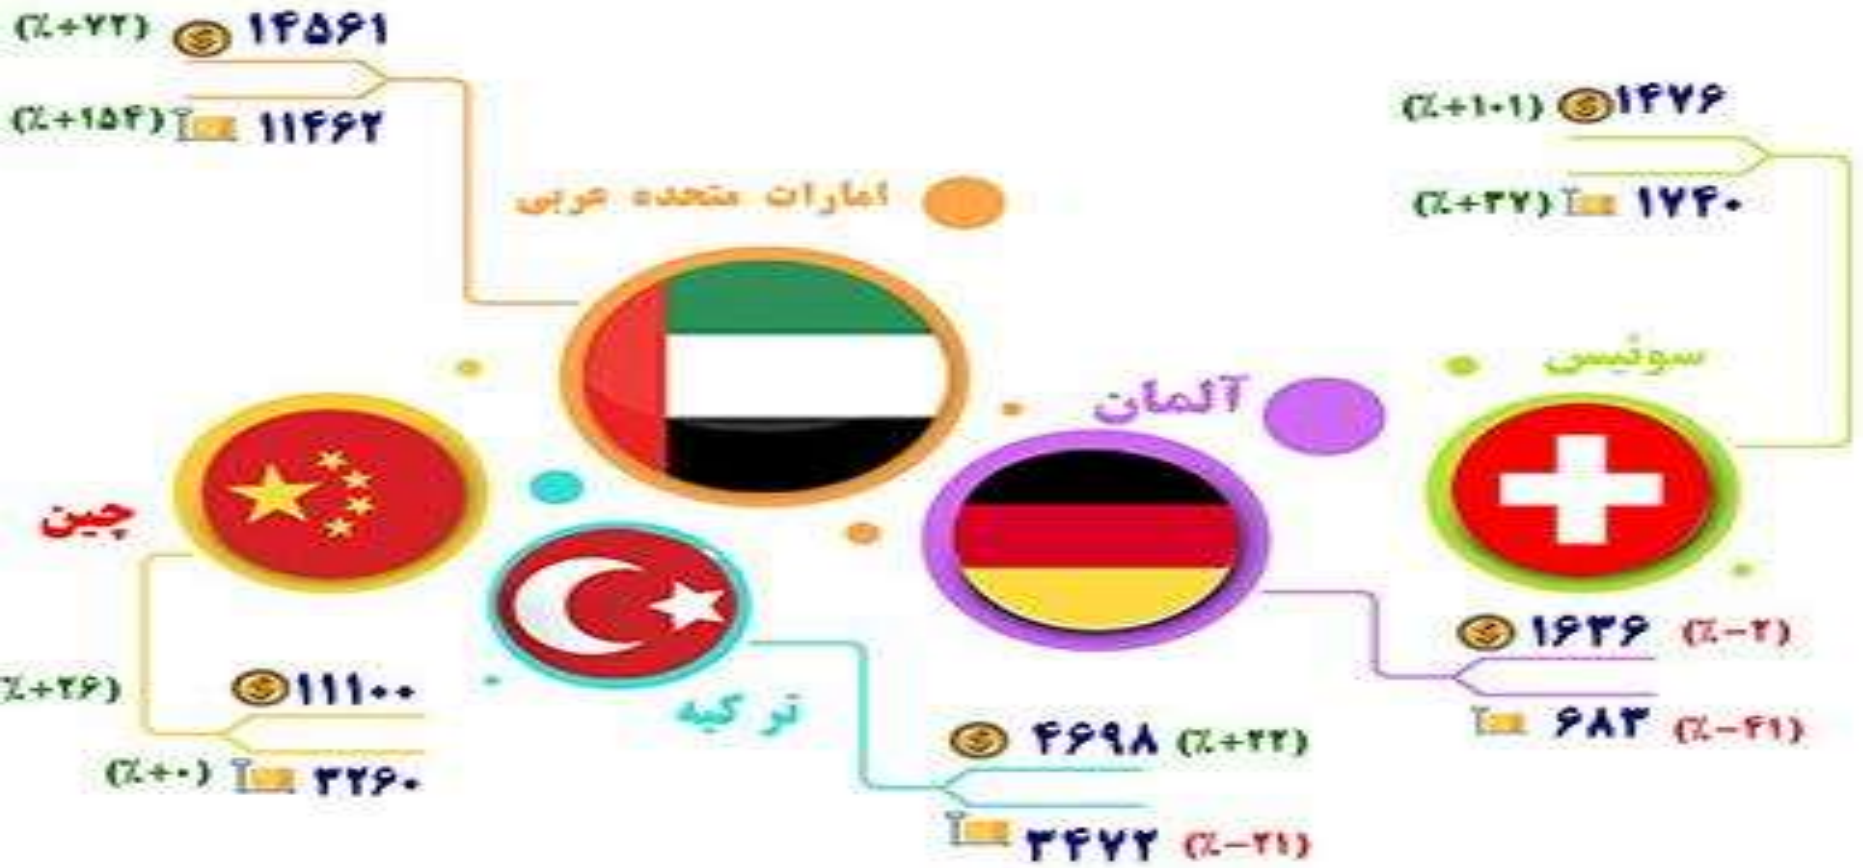 ۱۴۵۶۱ (٪+۷۲)
۱۱۴۶۲ (٪+۱۵۴)
امارات متحده عربی
۱۴۷۶ (٪+۱۰۱)
۱۷۴۰ (٪+۳۷)
سوئیس
آلمان
۱۶۳۶ (٪-۲)
۶۸۳ (٪-۴۱)
چین
۱۱۱۰۰ (٪+۲۶)
۳۲۶۰ (٪+۰)
ترکیه
۴۶۹۸ (٪+۲۲)
۳۴۷۲ (٪-۲۱)